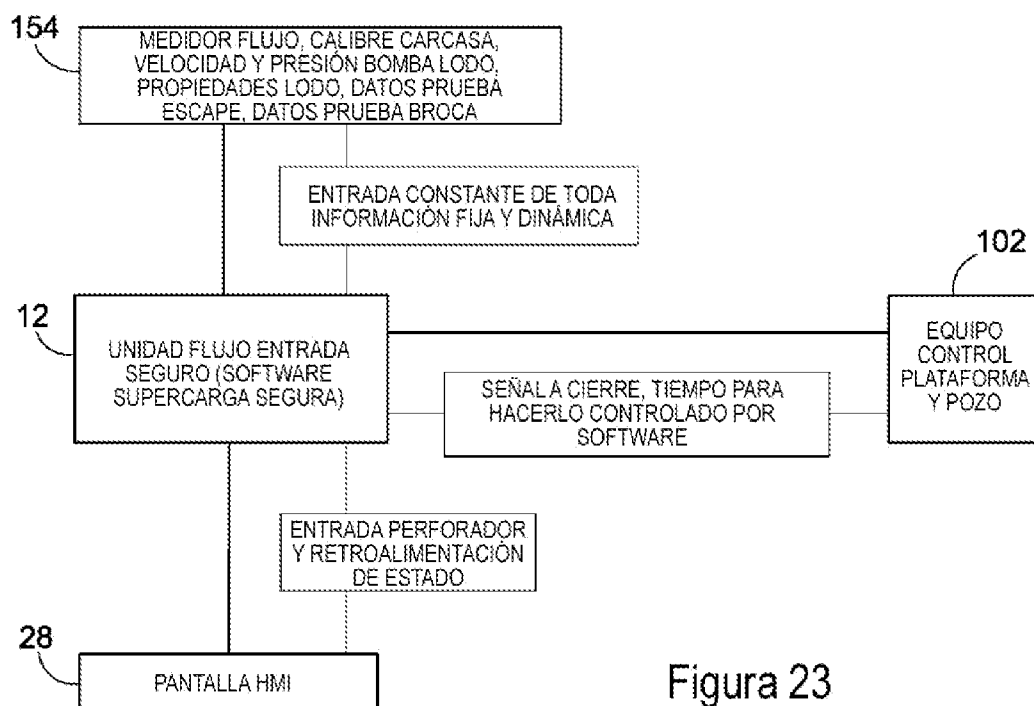 154
MEDIDOR FLUJO, CALIBRE CARCASA,
VELOCIDAD Y PRESIÓN BOMBA LODO,
PROPIEDADES LODO, DATOS PRUEBA
ESCAPE, DATOS PRUEBA BROCA
ENTRADA CONSTANTE DE TODA
INFORMACIÓN FIJA Y DINÁMICA
102
12
UNIDAD FLUJO ENTRADA
SEGURO (SOFTWARE
SUPERCARGA SEGURA)
EQUIPO
CONTROL
PLATAFORMA
Y POZO
SEÑAL A CIERRE, TIEMPO PARA
HACERLO CONTROLADO POR
SOFTWARE
ENTRADA PERFORADOR
Y RETROALIMENTACIÓN
DE ESTADO
28
PANTALLA HMI
Figura 23